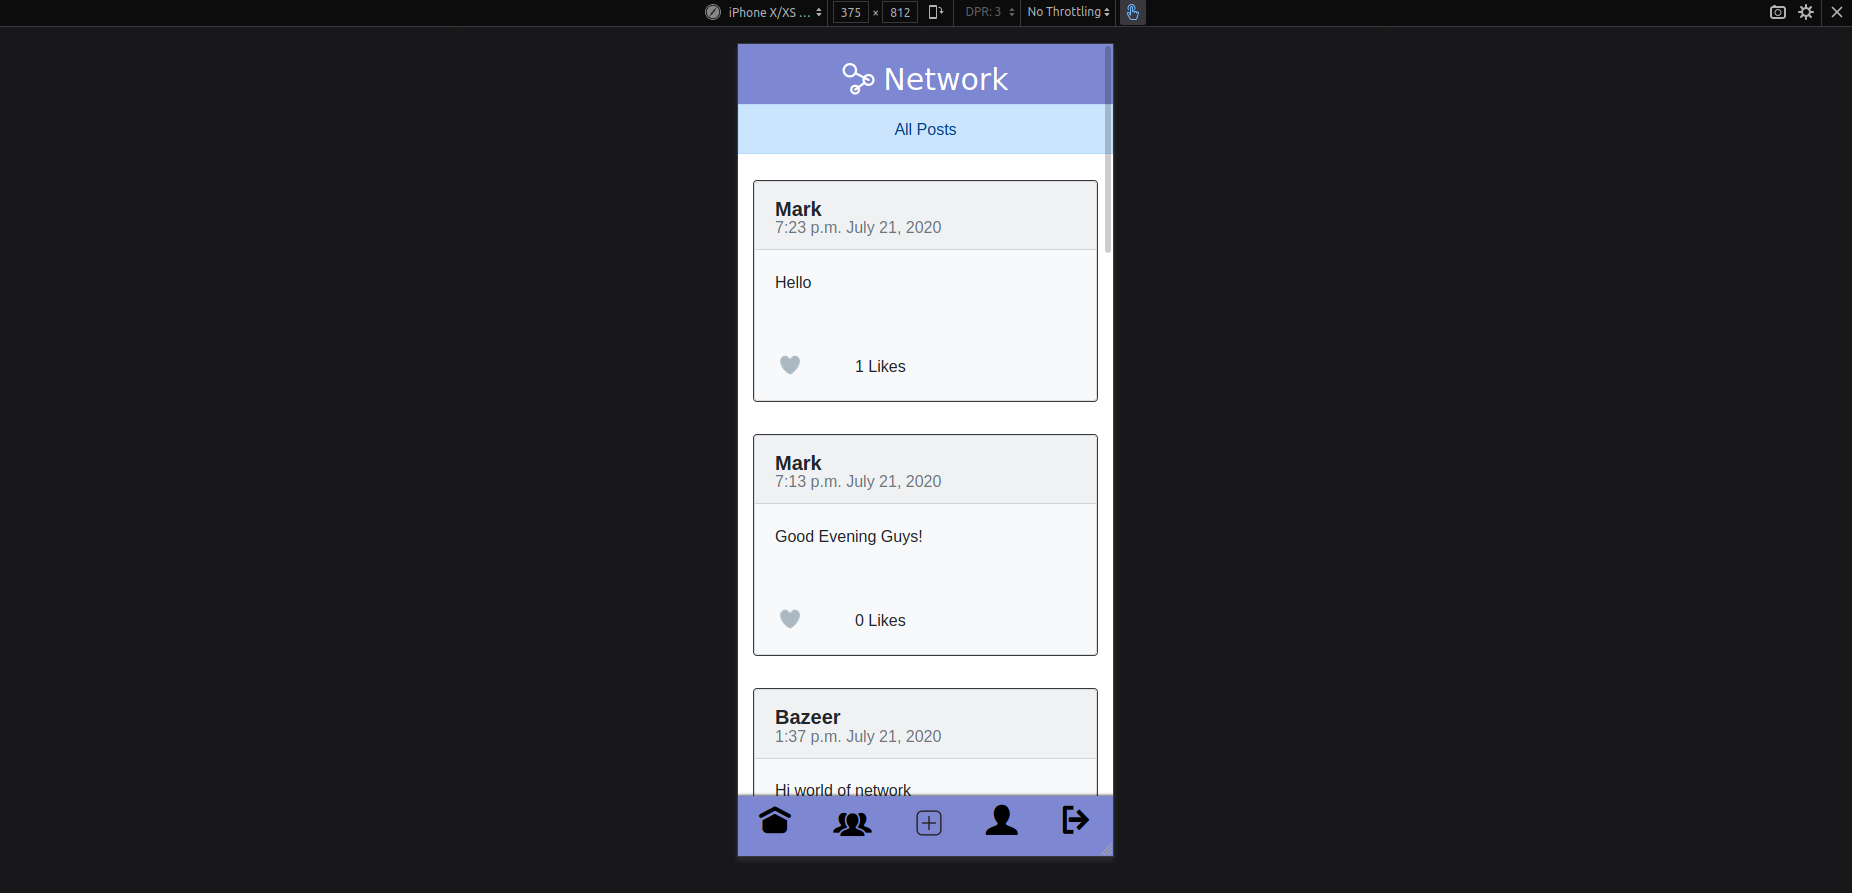 iPhone X/XS ... 375 × 812 DPR: 3 No Throttling
Network
All Posts
Mark
7:23 p.m. July 21, 2020
Hello
1 Likes
Mark
7:13 p.m. July 21, 2020
Good Evening Guys!
0 Likes
Bazeer
1:37 p.m. July 21, 2020
Hi world of network